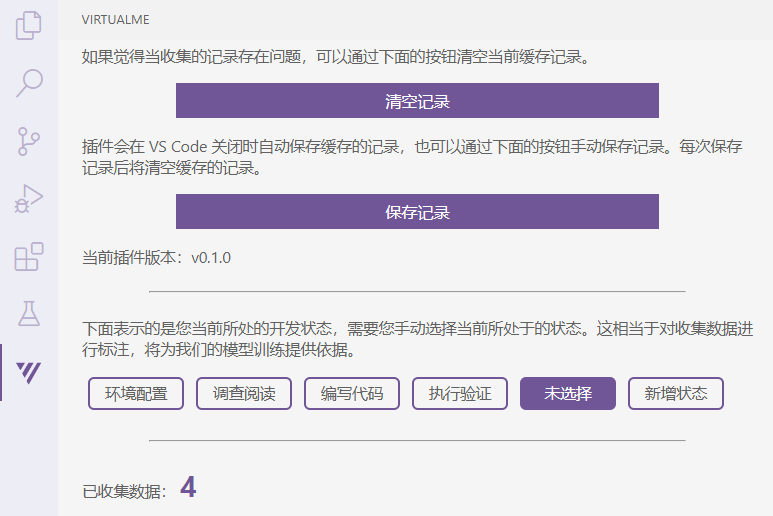 VIRTUALME
如果觉得当收集的记录存在问题，可以通过下面的按钮清空当前缓存记录。
清空记录
插件会在 VS Code 关闭时自动保存缓存的记录，也可以通过下面的按钮手动保存记录。每次保存
记录后将清空缓存的记录。
保存记录
当前插件版本：v0.1.0
下面表示的是您当前所处的开发状态，需要您手动选择当前所处于的状态。这相当于对收集数据进
行标注，将为我们的模型训练提供依据。
环境配置 调查阅读 编写代码 执行验证 未选择 新增状态
已收集数据： 4